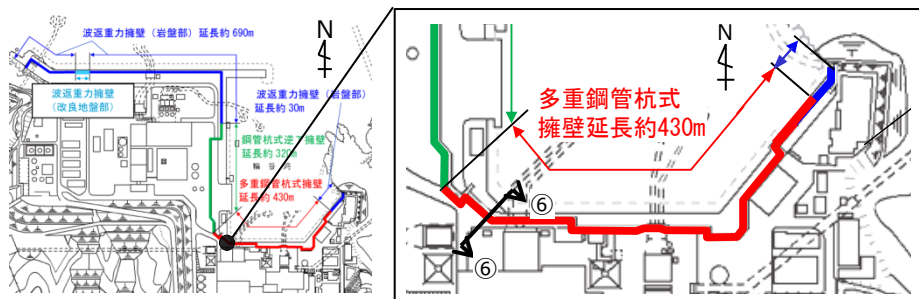 波返重力擁壁(岩盤部)延長約690m
N
波返重力擁壁
(改良地盤部)
波返重力擁壁(岩盤部)
延長約30m
鋼管杭式逆T擁壁
延長約320m
輪谷湾
多重鋼管杭式擁壁
延長約430m
N
多重鋼管杭式
擁壁延長約430m
⑥
⑥